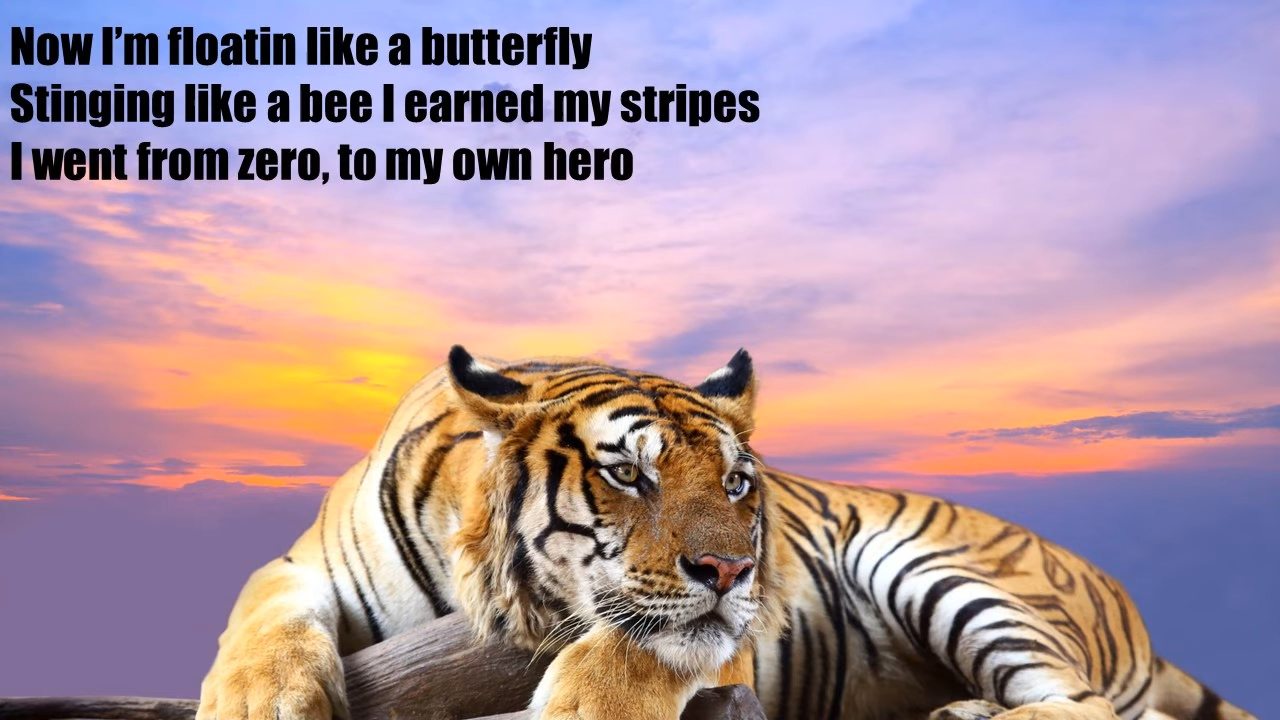 Now I’m floatin like a butterfly
Stinging like a bee I earned my stripes
I went from zero, to my own hero